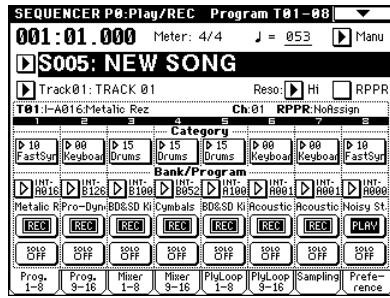 SEQUENCER P0:Play/REC Program T01-08
001:01.000 Meter: 4/4 ♩ = 053 Manu
S005: NEW SONG
Track01: TRACK 01 Reso: Hi RPPR
T01:I-A016:Metalic Rez Ch:01 RPPR:NoAssign
1 2 3 4 5 6 7 8
Category
10 00 15 15 15 00 00 10
FastSyn Keyboar Drums Drums Drums Keyboar Keyboar FastSyn
Bank/Program
INT- INT- INT- INT- INT- INT- INT- INT-
A016 B126 B100 B052 A100 A001 A001 A000
Metalic R Pro-Dyn BD&SD Ki Cymbals BD&SD Ki Acoustic Acoustic Noisy St
REC REC REC REC REC REC REC PLAY
SOLO SOLO SOLO SOLO SOLO SOLO SOLO SOLO
OFF OFF OFF OFF OFF OFF OFF OFF
Prog. Prog. Mixer Mixer PlyLoop PlyLoop Sampling Prefe-
1-8 9-16 1-8 9-16 1-8 9-16 rence